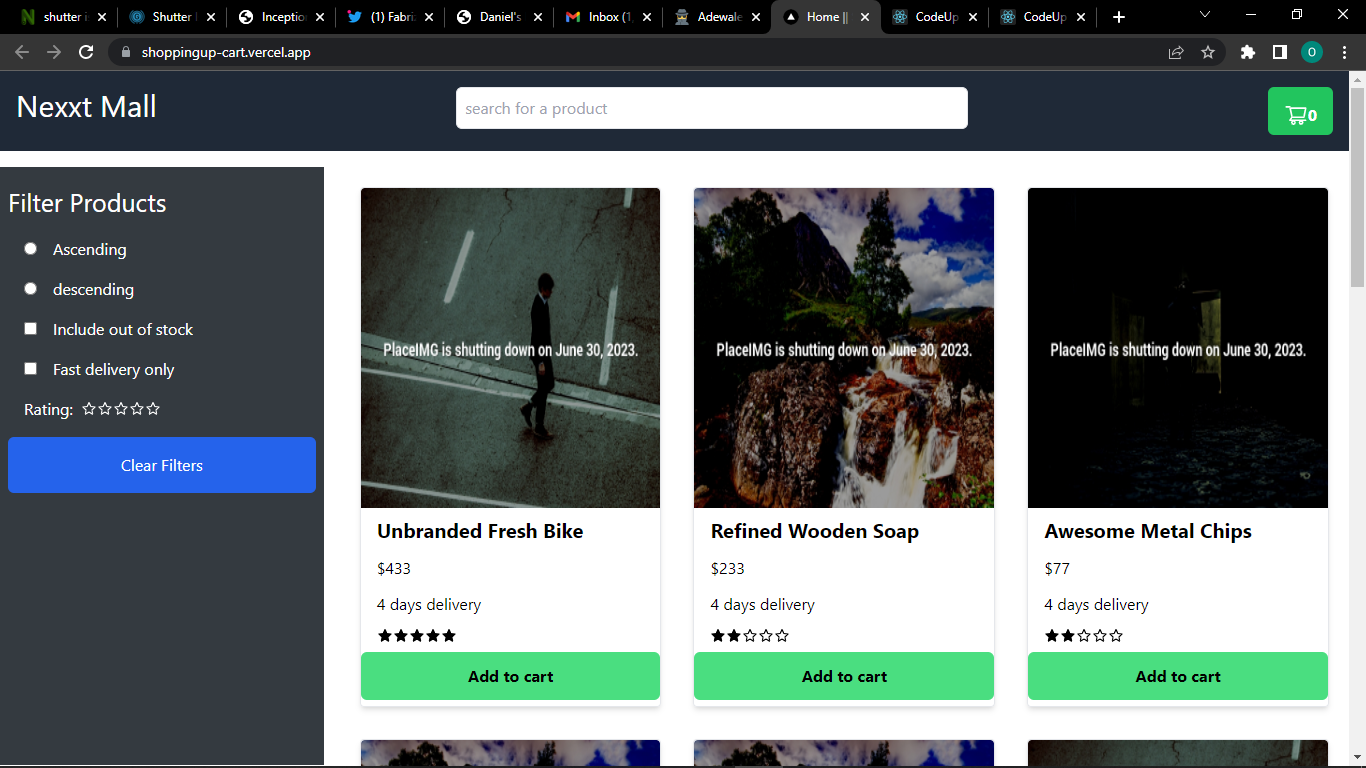 shutter i
Shutter
Inceptio
(1) Fabri
Daniel's
Inbox (1,
Adewale
Home ||
CodeUp
CodeUp
shoppingup-cart.vercel.app
O
Nexxt Mall
search for a product
0
Filter Products
Ascending
descending
Include out of stock
Fast delivery only
Rating:
Clear Filters
PlaceIMG is shutting down on June 30, 2023.
PlaceIMG is shutting down on June 30, 2023.
PlaceIMG is shutting down on June 30, 2023.
Unbranded Fresh Bike
$433
4 days delivery
Add to cart
Refined Wooden Soap
$233
4 days delivery
Add to cart
Awesome Metal Chips
$77
4 days delivery
Add to cart